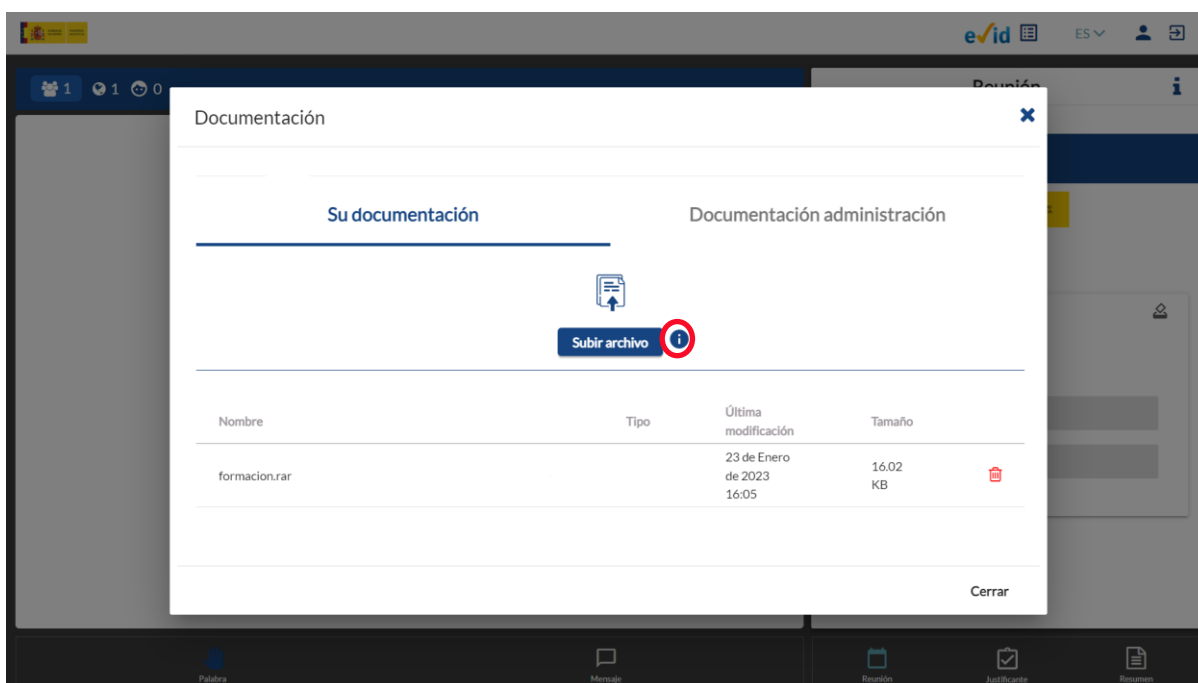 evid
ES
1 1 0
Reunión
Documentación
Su documentación
Documentación administración
Subir archivo
Nombre
Tipo
Última
modificación
Tamaño
formacion.rar
23 de Enero
de 2023
16:05
16.02
KB
Cerrar
Palabra
Mensaje
Reunión
Justificante
Resumen